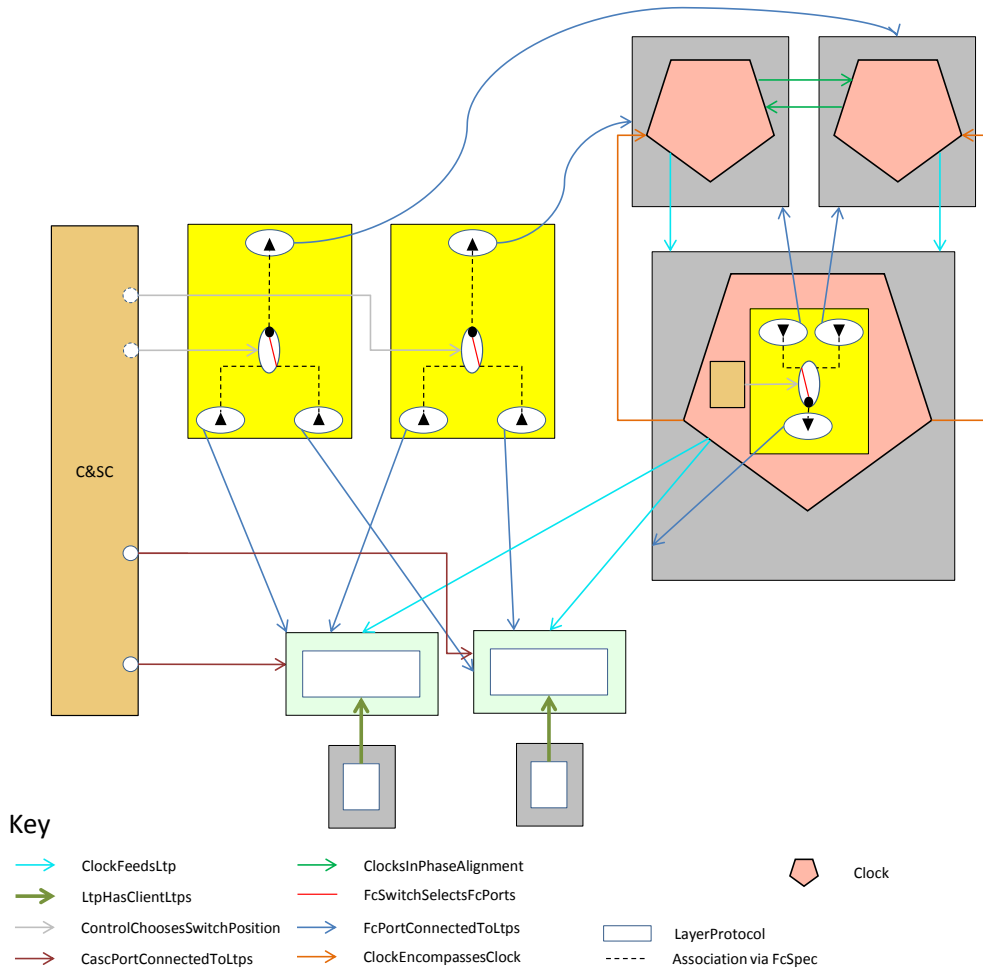 C&SC
Key
ClockFeedsLtp
ClocksInPhaseAlignment
Clock
LtpHasClientLtps
FcSwitchSelectsFcPorts
ControlChoosesSwitchPosition
FcPortConnectedToLtps
LayerProtocol
CascPortConnectedToLtps
ClockEncompassesClock
Association via FcSpec